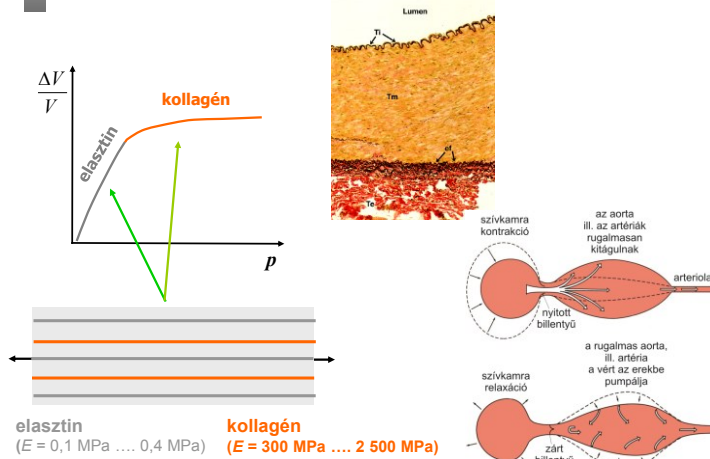 Lumen
Ti
Tm
ef
Te
ΔV
V
kollagén
elasztin
p
elasztin
(E = 0,1 MPa …. 0,4 MPa)
kollagén
(E = 300 MPa …. 2 500 MPa)
szívkamra
kontrakció
az aorta
ill. az artériák
rugalmasan
kitágulnak
arteriola
nyitott
billentyű
szívkamra
relaxáció
a rugalmas aorta,
ill. artéria
a vért az erekbe
pumpálja
zárt
billentyű